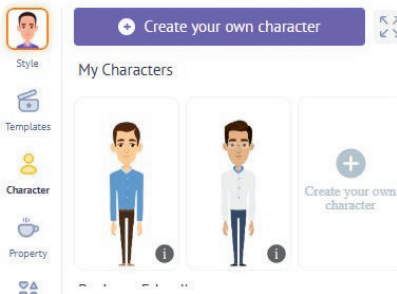 Create your own character
Style
My Characters
Templates
Character
Create your own
character
Property